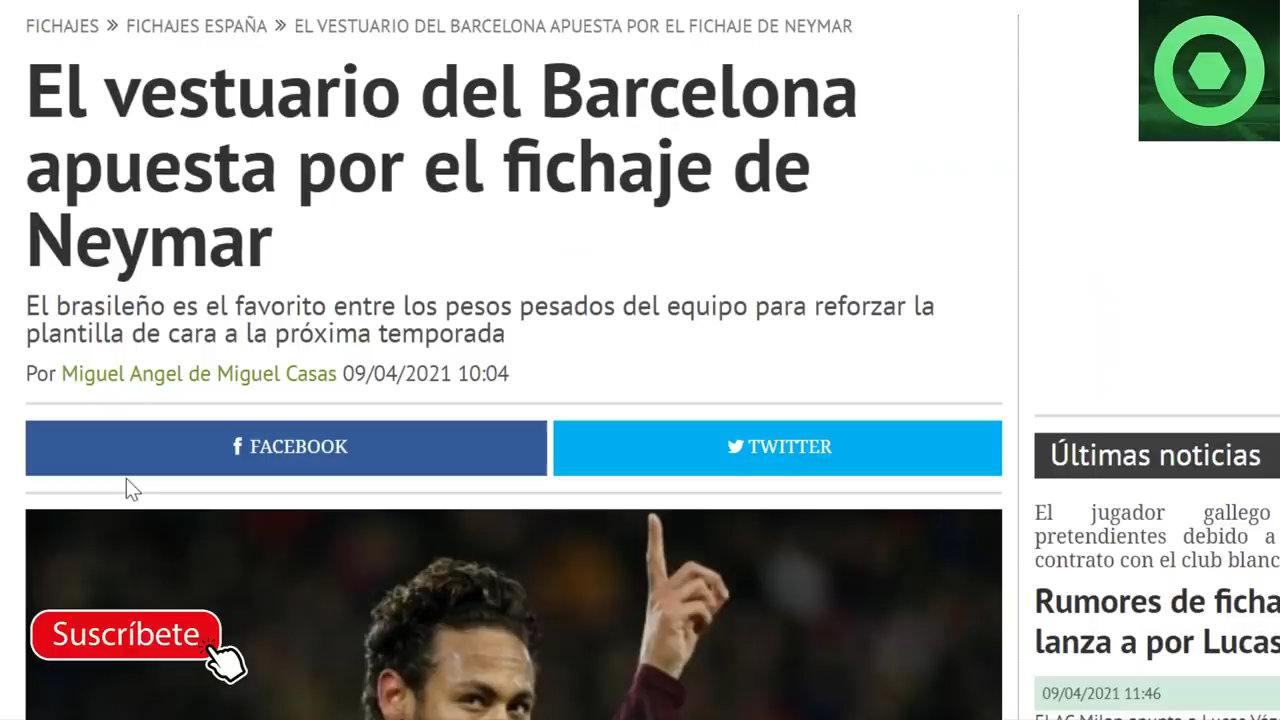 FICHAJES » FICHAJES ESPAÑA » EL VESTUARIO DEL BARCELONA APUESTA POR EL FICHAJE DE NEYMAR
El vestuario del Barcelona
apuesta por el fichaje de
Neymar
El brasileño es el favorito entre los pesos pesados del equipo para reforzar la
plantilla de cara a la próxima temporada
Por Miguel Angel de Miguel Casas 09/04/2021 10:04
FACEBOOK
TWITTER
Suscríbete
Últimas noticias
El jugador gallego
pretendientes debido a
contrato con el club blanc
Rumores de ficha
lanza a por Lucas
09/04/2021 11:46